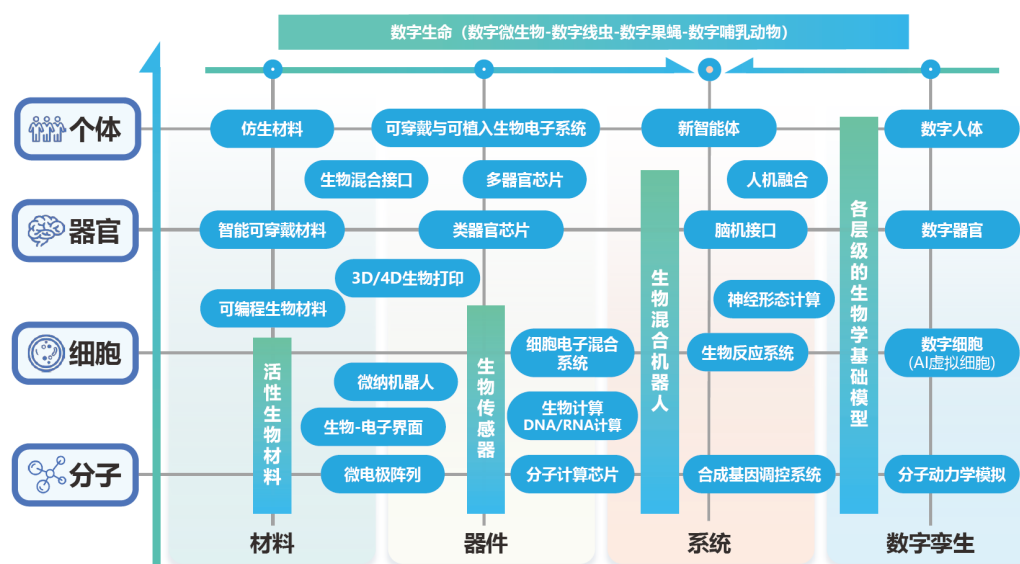 数字生命（数字微生物-数字线虫-数字果蝇-数字哺乳动物）
个体
仿生材料
可穿戴与可植入生物电子系统
新智能体
数字人体
生物混合接口
多器官芯片
人机融合
器官
智能可穿戴材料
类器官芯片
脑机接口
数字器官
3D/4D生物打印
可编程生物材料
神经形态计算
细胞
细胞电子混合
系统
生物反应系统
数字细胞
(AI虚拟细胞)
微纳机器人
生物计算
DNA/RNA计算
生物-电子界面
分子
微电极阵列
分子计算芯片
合成基因调控系统
分子动力学模拟
活性生物材料
生物传感器
生物混合机器人
各层级的生物学基础模型
材料
器件
系统
数字孪生